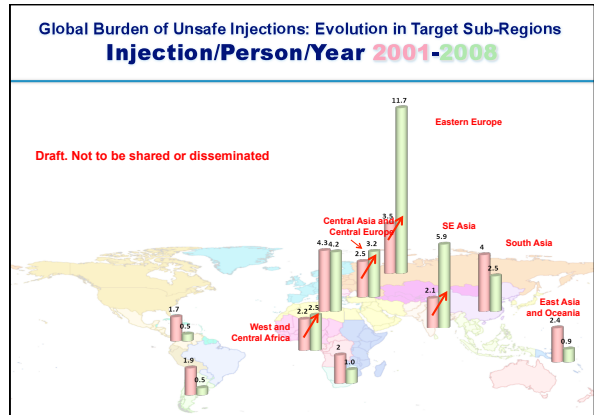 Global Burden of Unsafe Injections: Evolution in Target Sub-Regions
Injection/Person/Year 2001-2008
11.7
Eastern Europe
Draft. Not to be shared or disseminated
3.5
Central Asia and
Central Europe
SE Asia
5.9
4.3
4.2
2.5
3.2
4
South Asia
2.5
2.1
East Asia
and Oceania
1.7
0.5
2.2
2.5
West and
Central Africa
2.4
0.9
2
1.0
1.9
0.5